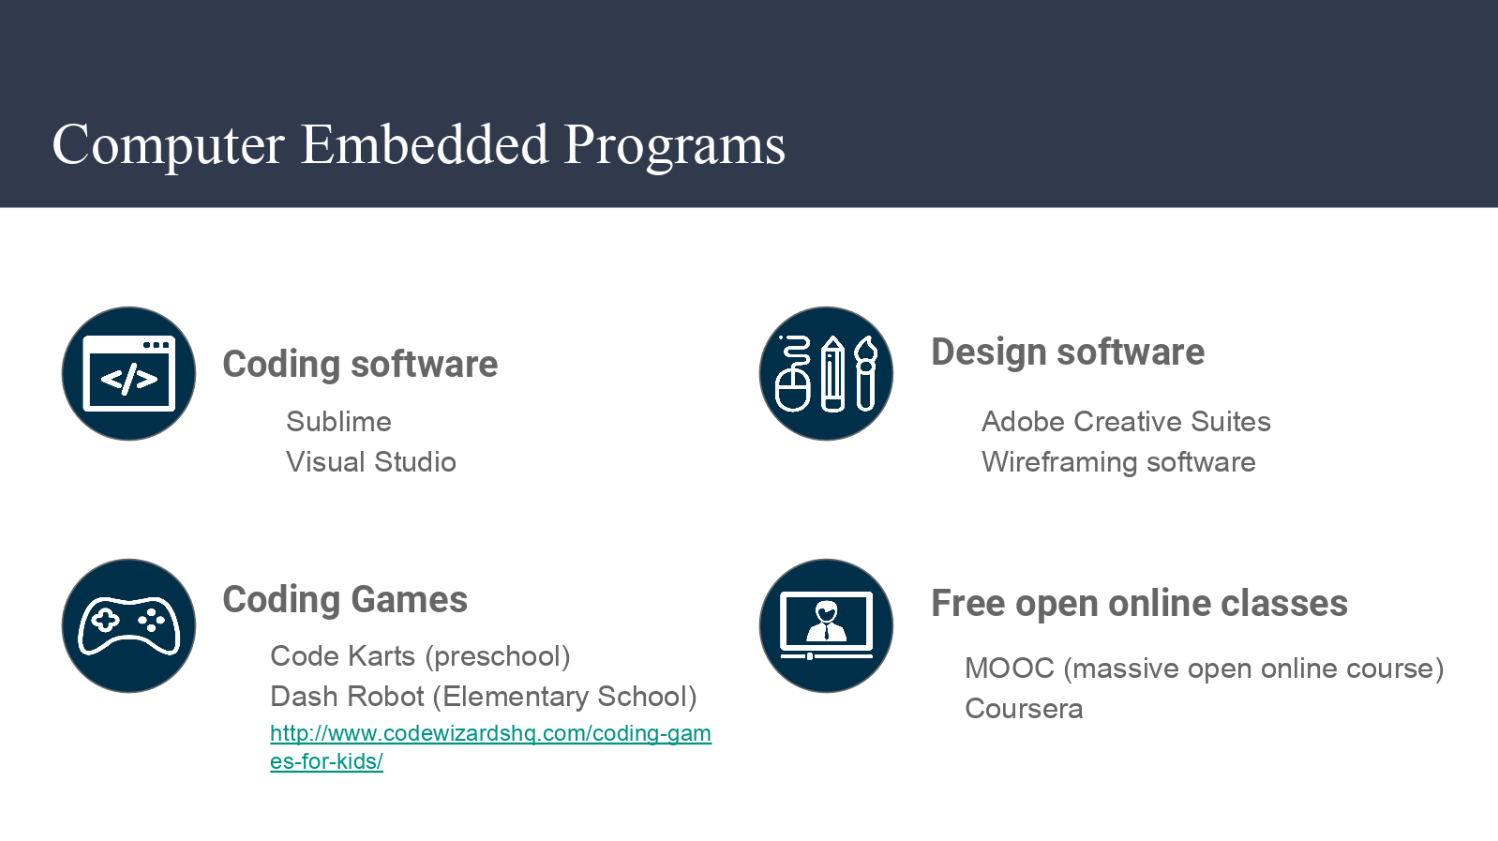 Computer Embedded Programs
Coding software
Sublime
Visual Studio
Design software
Adobe Creative Suites
Wireframing software
Coding Games
Code Karts (preschool)
Dash Robot (Elementary School)
http://www.codewizardshq.com/coding-gam
es-for-kids/
Free open online classes
MOOC (massive open online course)
Coursera